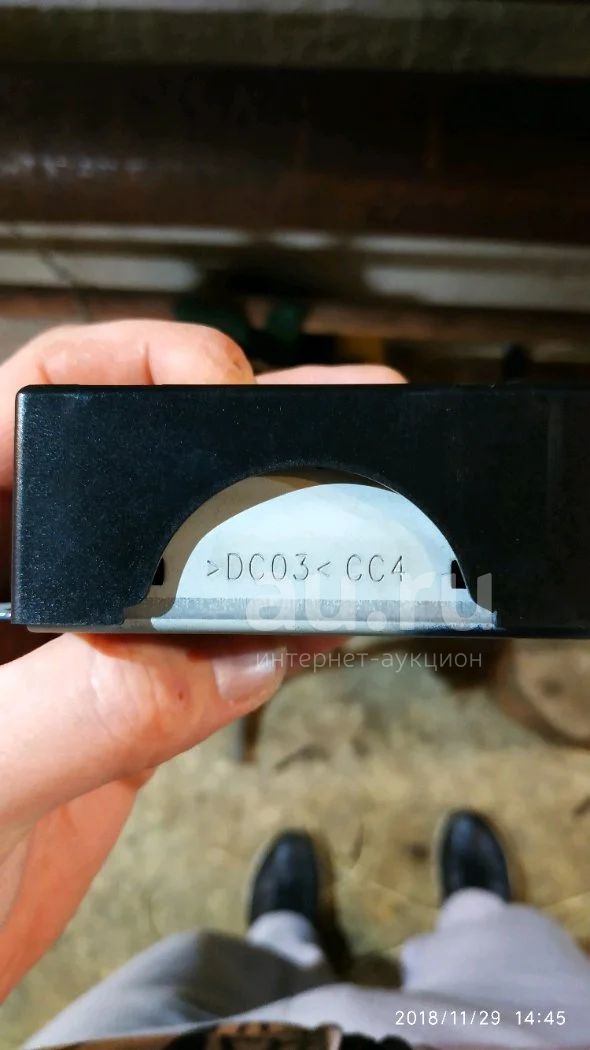 >DC03< CC4
au.ru
интернет-аукцион
2018/11/29 14:45